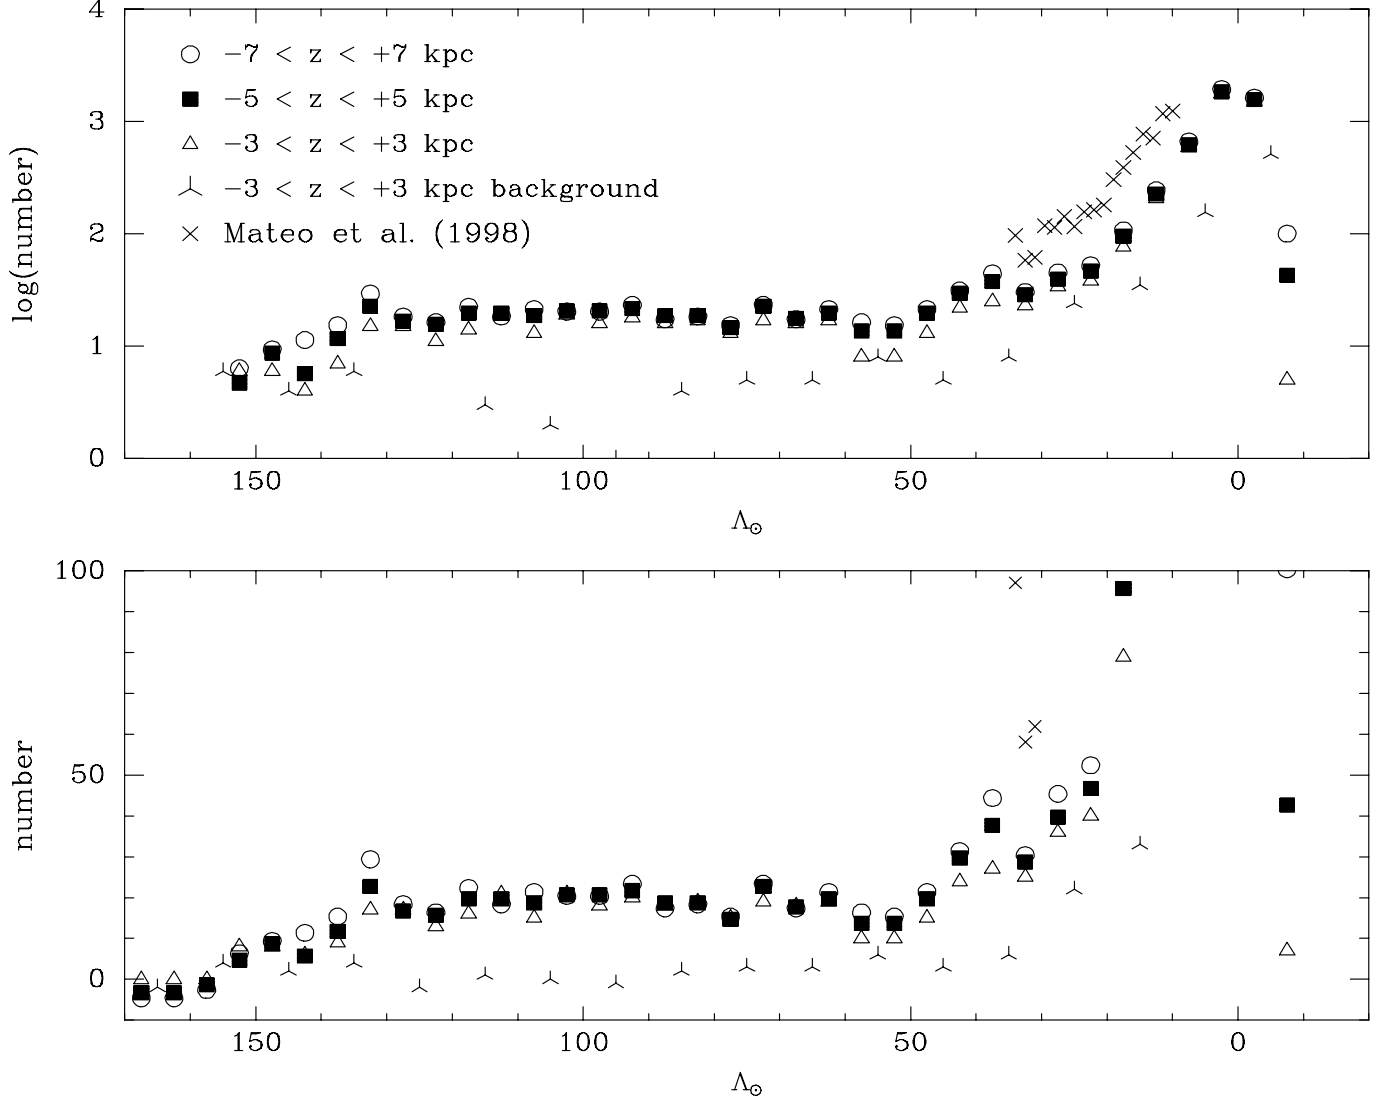 4
−7 < z < +7 kpc
−5 < z < +5 kpc
3
−3 < z < +3 kpc
−3 < z < +3 kpc background
Mateo et al. (1998)
2
log(number)
1
0
150 100 50 0
Λ⊙
100
50
number
0
150 100 50 0
Λ⊙